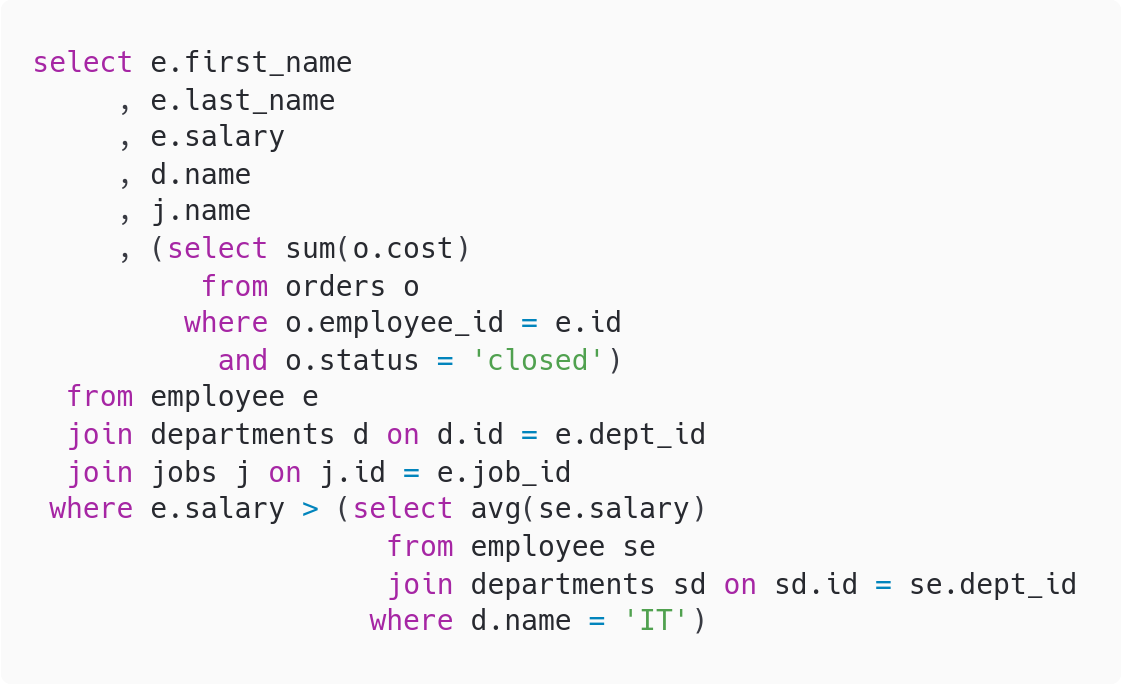 select e.first_name
     , e.last_name
     , e.salary
     , d.name
     , j.name
     , (select sum(o.cost)
          from orders o
         where o.employee_id = e.id
           and o.status = 'closed')
  from employee e
  join departments d on d.id = e.dept_id
  join jobs j on j.id = e.job_id
 where e.salary > (select avg(se.salary)
                     from employee se
                     join departments sd on sd.id = se.dept_id
                    where d.name = 'IT')